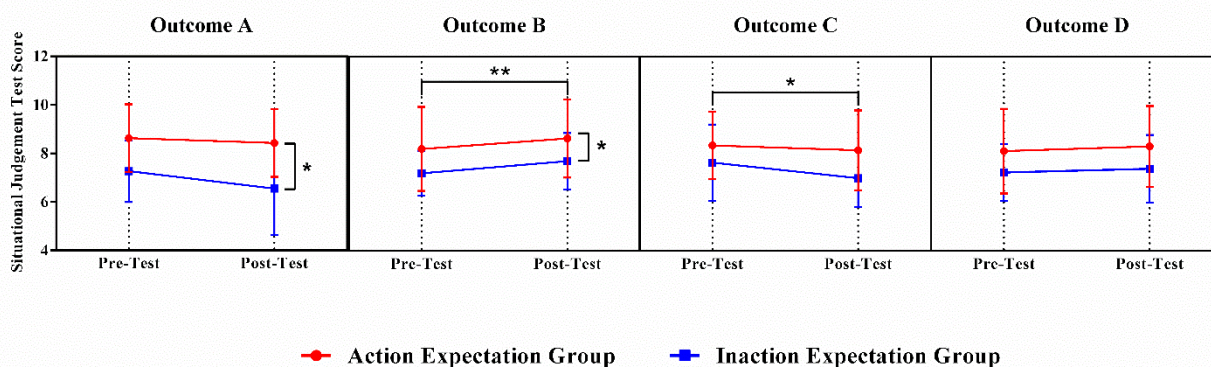 Outcome A Outcome B Outcome C Outcome D
Situational Judgement Test Score
12
10
8
6
4
*
**
*
*
Pre-Test Post-Test Pre-Test Post-Test Pre-Test Post-Test Pre-Test Post-Test
Action Expectation Group Inaction Expectation Group